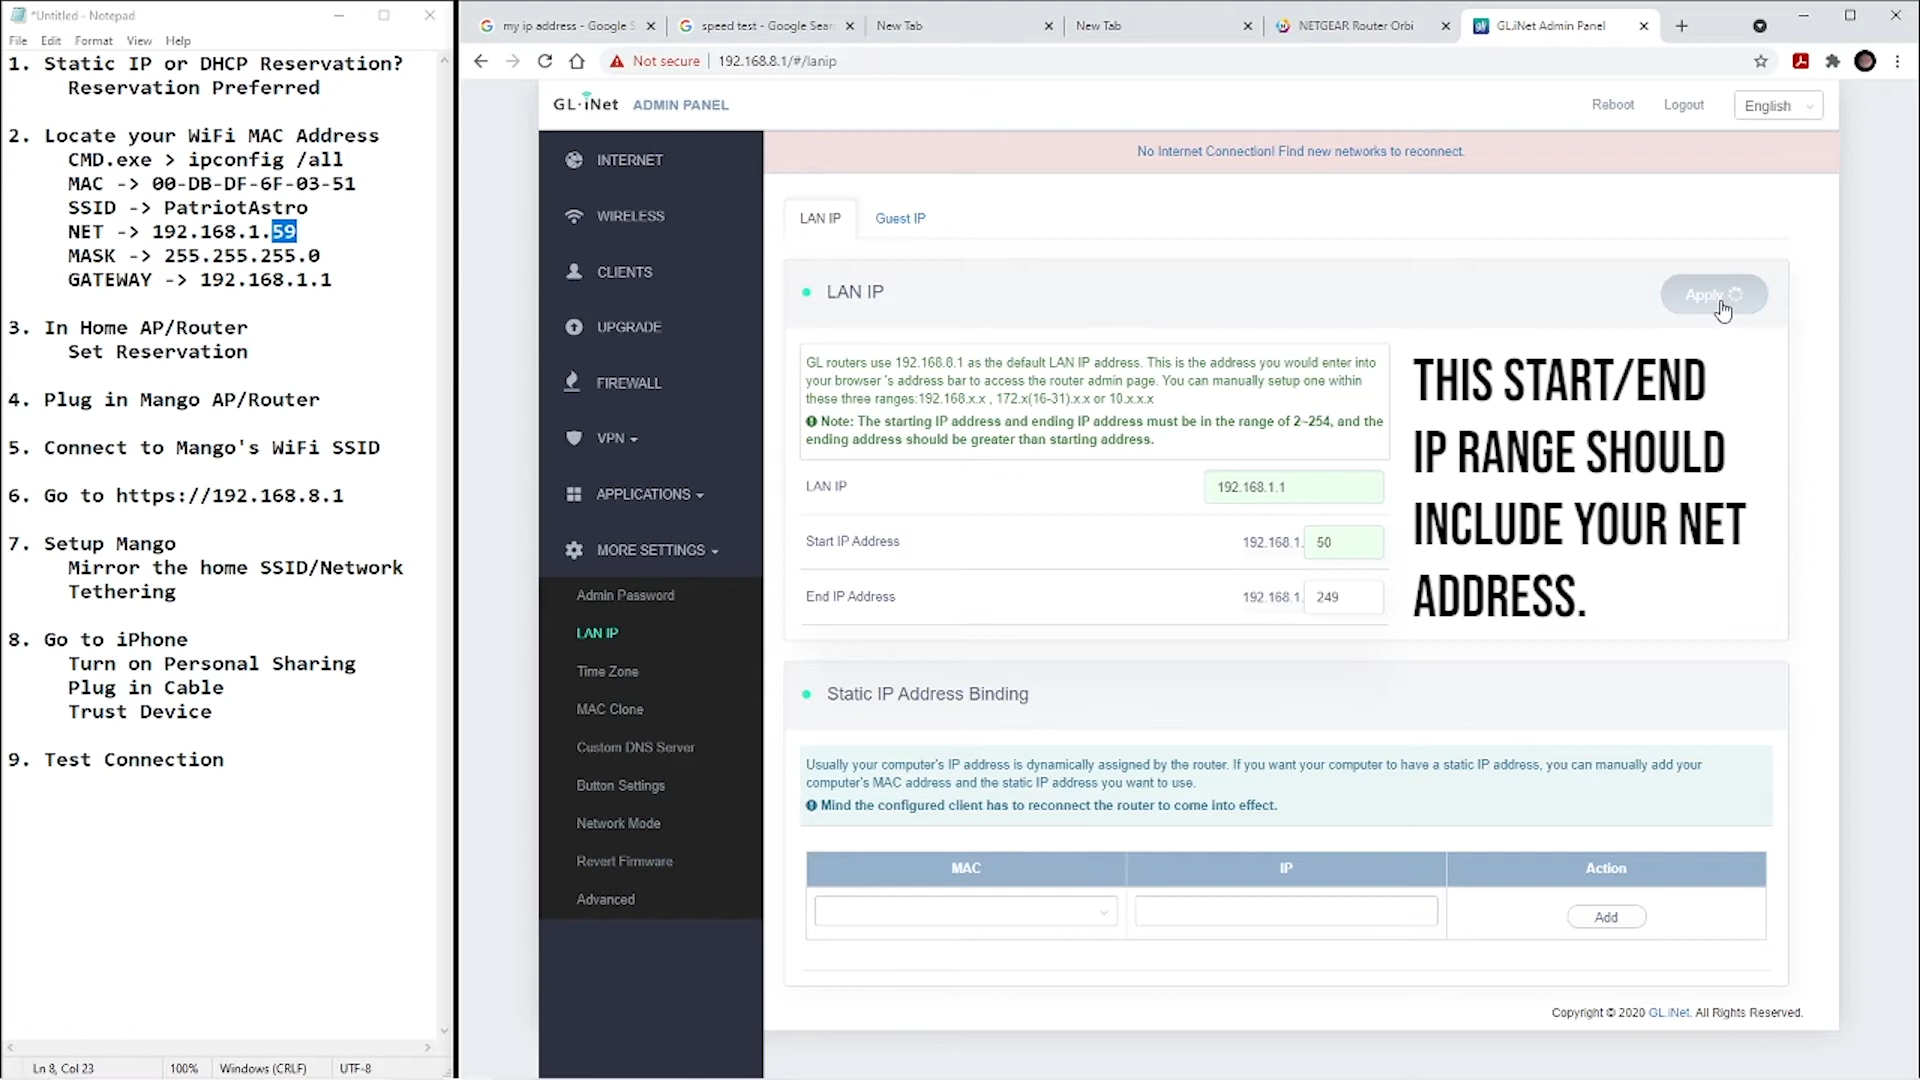 *Untitled - Notepad
File Edit Format View Help
1. Static IP or DHCP Reservation?
Reservation Preferred
2. Locate your WiFi MAC Address
CMD.exe > ipconfig /all
MAC -> 00-DB-DF-6F-03-51
SSID -> PatriotAstro
NET -> 192.168.1.59
MASK -> 255.255.255.0
GATEWAY -> 192.168.1.1
3. In Home AP/Router
Set Reservation
4. Plug in Mango AP/Router
5. Connect to Mango's WiFi SSID
6. Go to https://192.168.8.1
7. Setup Mango
Mirror the home SSID/Network
Tethering
8. Go to iPhone
Turn on Personal Sharing
Plug in Cable
Trust Device
9. Test Connection
Ln 8, Col 23 100% Windows (CRLF) UTF-8
my ip address - Google S
speed test - Google Sear
New Tab
New Tab
NETGEAR Router Orbi
GL.iNet Admin Panel
Not secure 192.168.8.1/#/lanip
GL·iNet ADMIN PANEL
Reboot Logout English
INTERNET
WIRELESS
CLIENTS
UPGRADE
FIREWALL
VPN
APPLICATIONS
MORE SETTINGS
Admin Password
LAN IP
Time Zone
MAC Clone
Custom DNS Server
Button Settings
Network Mode
Revert Firmware
Advanced
No Internet Connection! Find new networks to reconnect.
LAN IP Guest IP
LAN IP
Apply
GL routers use 192.168.8.1 as the default LAN IP address. This is the address you would enter into
your browser 's address bar to access the router admin page. You can manually setup one within
these three ranges:192.168.x.x , 172.x(16-31).x.x or 10.x.x.x
Note: The starting IP address and ending IP address must be in the range of 2~254, and the
ending address should be greater than starting address.
LAN IP 192.168.1.1
Start IP Address 192.168.1. 50
End IP Address 192.168.1. 249
THIS START/END
IP RANGE SHOULD
INCLUDE YOUR NET
ADDRESS.
Static IP Address Binding
Usually your computer's IP address is dynamically assigned by the router. If you want your computer to have a static IP address, you can manually add your
computer's MAC address and the static IP address you want to use.
Mind the configured client has to reconnect the router to come into effect.
MAC IP Action
Add
Copyright © 2020 GL.iNet. All Rights Reserved.